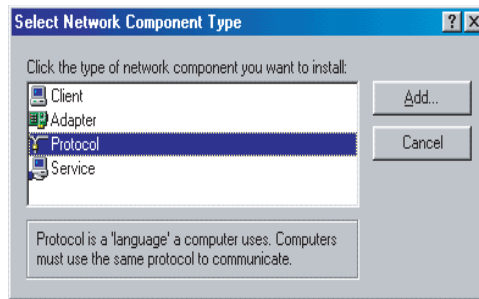 Select Network Component Type
Click the type of network component you want to install:
Client
Adapter
Protocol
Service
Add...
Cancel
Protocol is a 'language' a computer uses. Computers
must use the same protocol to communicate.